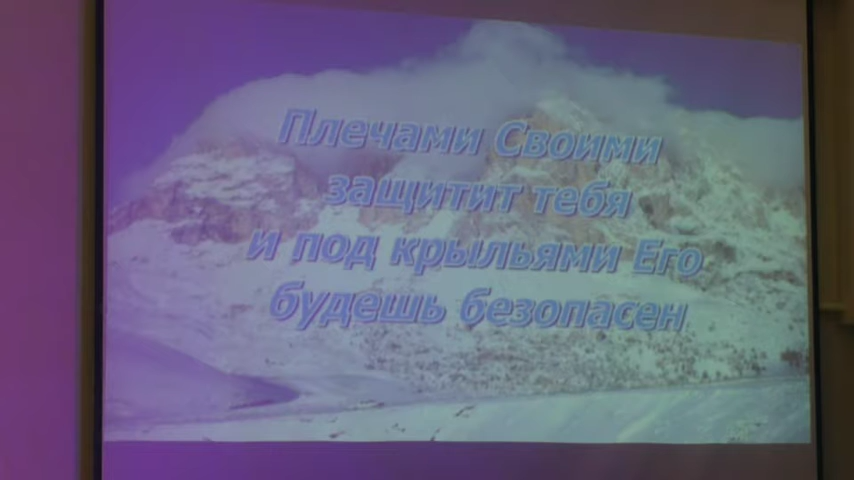 Плечами Своими
защитит тебя
и под крыльями Его
будешь безопасен